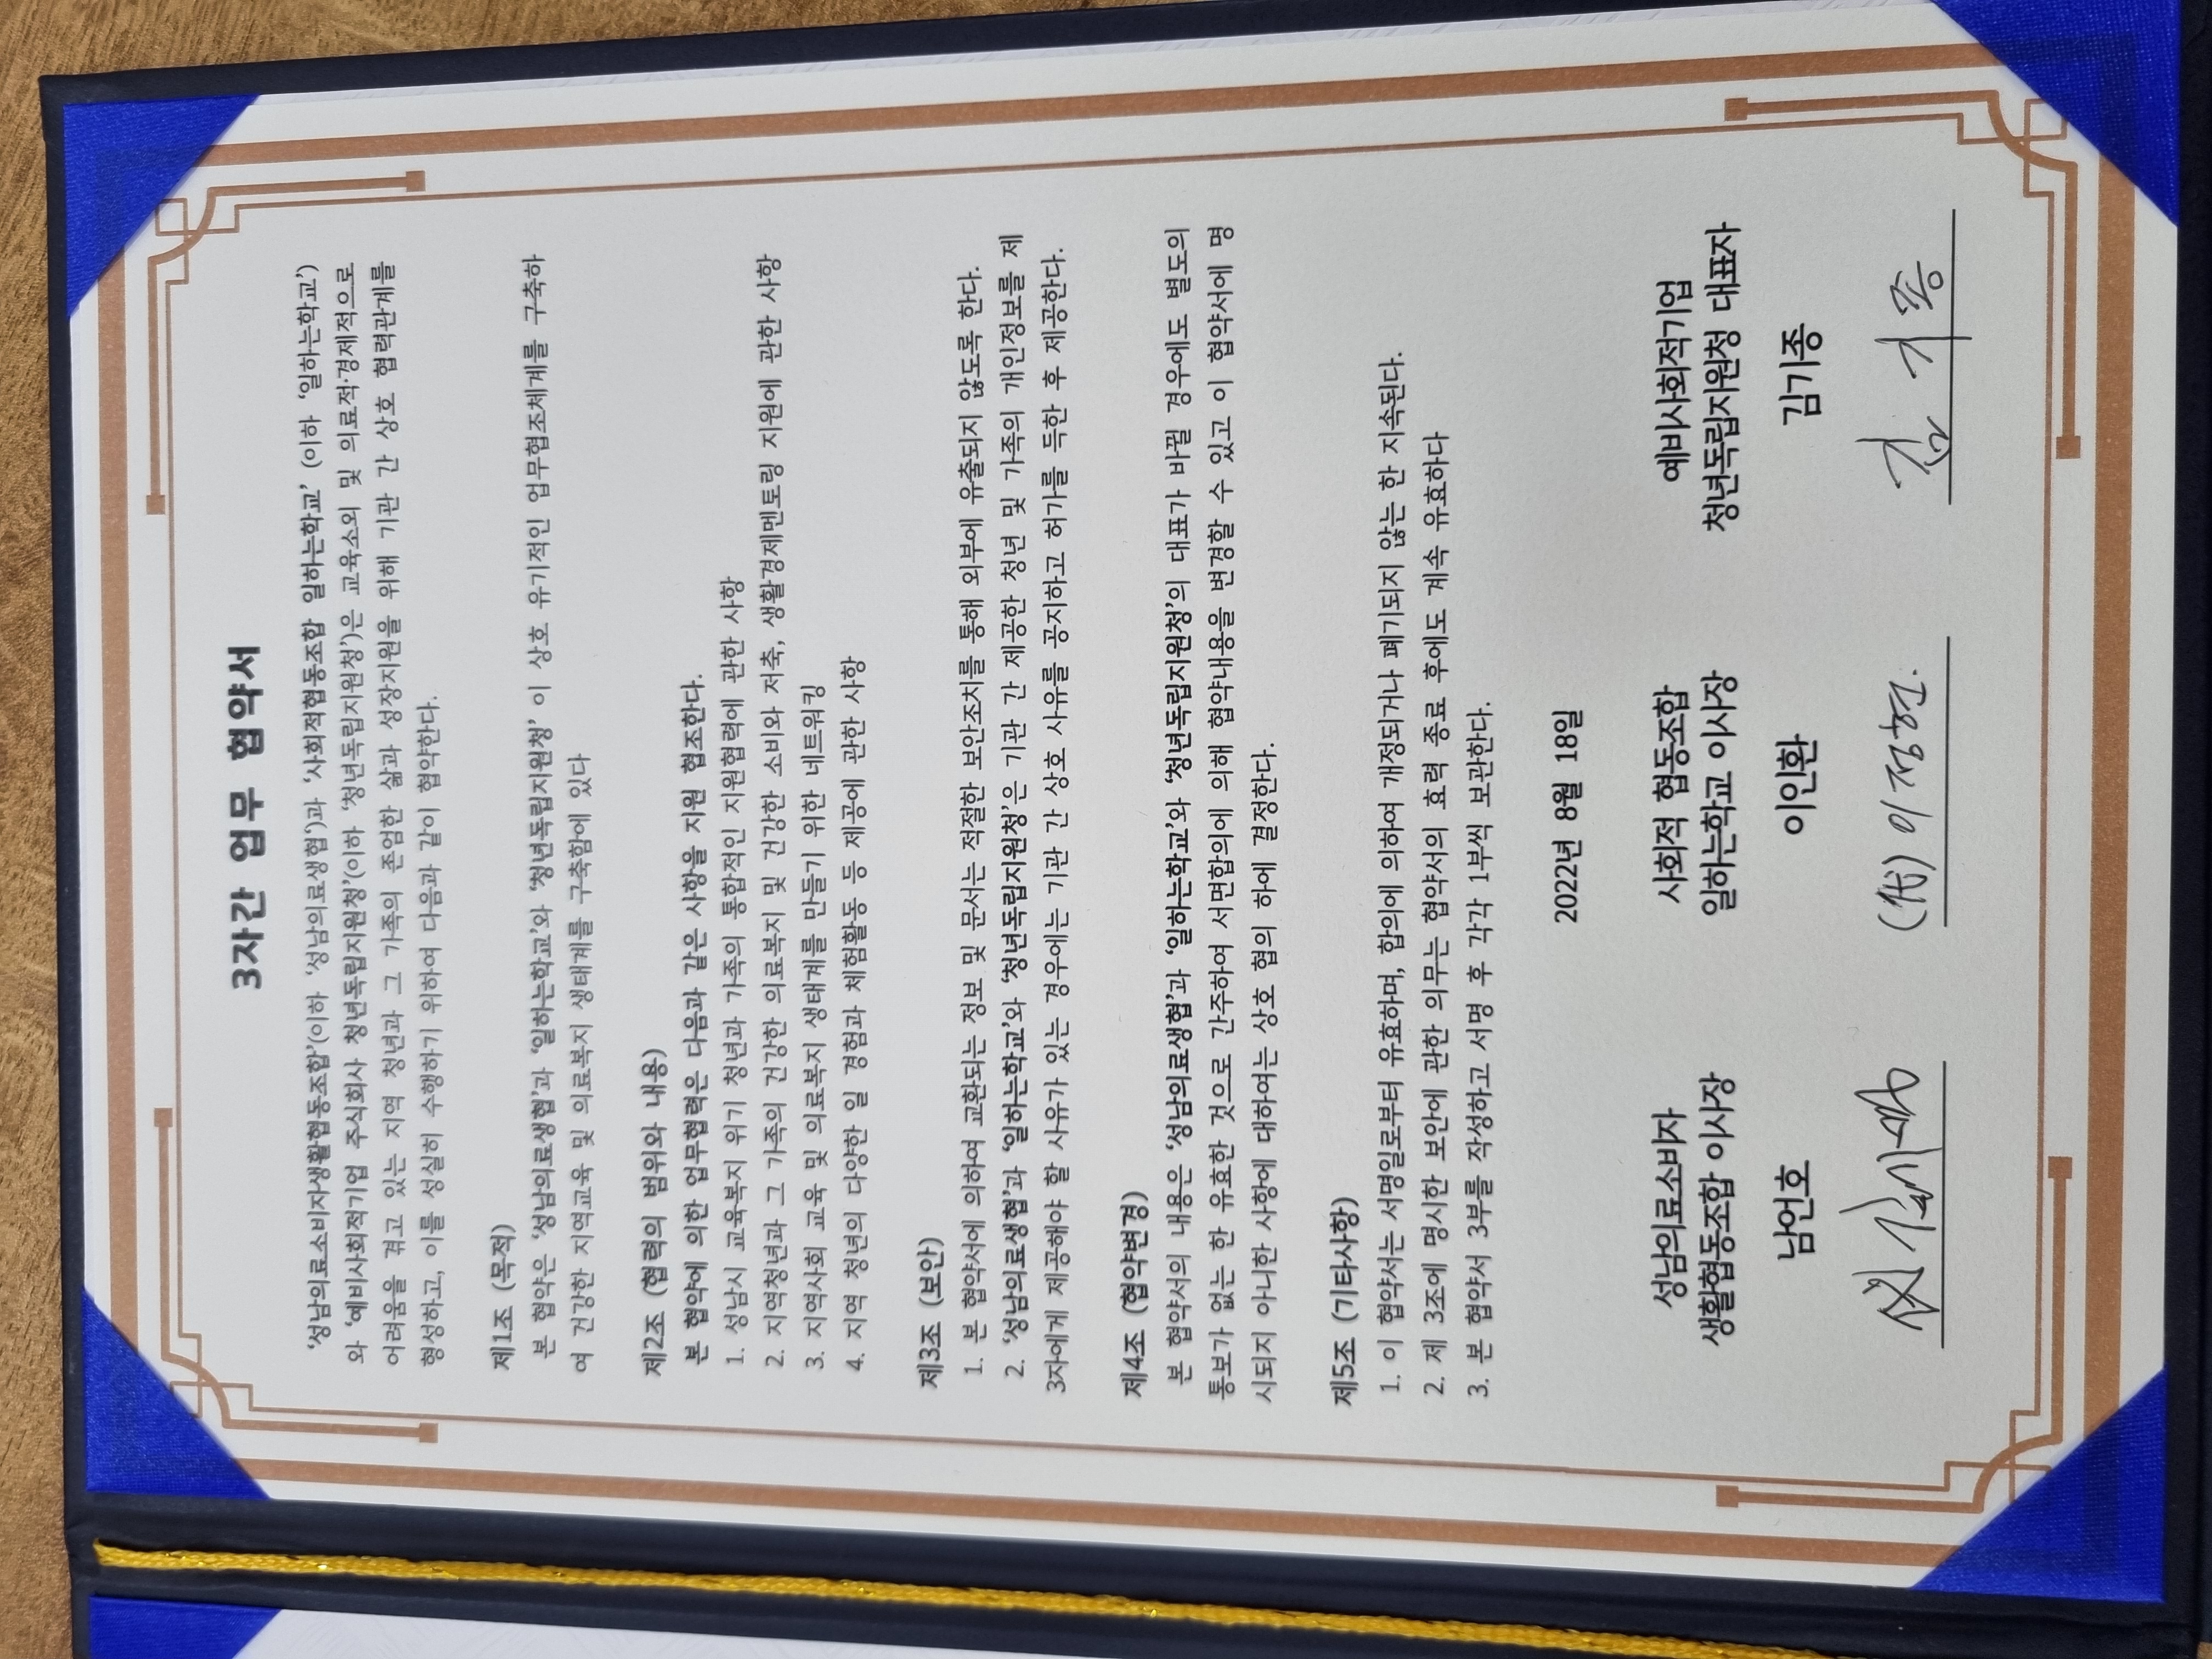 3자간 업무 협약서
'성남의료소비자생활협동조합'(이하 '성남의료생협')과 '사회적협동조합 일하는학교' (이하 '일하는학교')
와 '예비사회적기업 주식회사 청년독립지원청'(이하 '청년독립지원청')은 교육소외 및 의료적·경제적으로
어려움을 겪고 있는 지역 청년과 그 가족의 존엄한 삶과 성장지원을 위해 기관 간 상호 협력관계를
형성하고, 이를 성실히 수행하기 위하여 다음과 같이 협약한다.
제1조 (목적)
본 협약은 '성남의료생협'과 '일하는학교'와 '청년독립지원청' 이 상호 유기적인 업무협조체계를 구축하
여 건강한 지역교육 및 의료복지 생태계를 구축함에 있다
제2조 (협력의 범위와 내용)
본 협약에 의한 업무협력은 다음과 같은 사항을 지원 협조한다.
1. 성남시 교육복지 위기 청년과 가족의 통합적인 지원협력에 관한 사항
2. 지역청년과 그 가족의 건강한 의료복지 및 건강한 소비와 저축, 생활경제멘토링 지원에 관한 사항
3. 지역사회 교육 및 의료복지 생태계를 만들기 위한 네트워킹
4. 지역 청년의 다양한 일 경험과 체험활동 등 제공에 관한 사항
제3조 (보안)
1. 본 협약서에 의하여 교환되는 정보 및 문서는 적절한 보안조치를 통해 외부에 유출되지 않도록 한다.
2. '성남의료생협'과 '일하는학교'와 '청년독립지원청'은 기관 간 제공한 청년 및 가족의 개인정보를 제
3자에게 제공해야 할 사유가 있는 경우에는 기관 간 상호 사유를 공지하고 허가를 득한 후 제공한다.
제4조 (협약변경)
본 협약서의 내용은 '성남의료생협'과 '일하는학교'와 '청년독립지원청'의 대표가 바뀔 경우에도 별도의
통보가 없는 한 유효한 것으로 간주하여 서면합의에 의해 협약내용을 변경할 수 있고 이 협약서에 명
시되지 아니한 사항에 대하여는 상호 협의 하에 결정한다.
제5조 (기타사항)
1. 이 협약서는 서명일로부터 유효하며, 합의에 의하여 개정되거나 폐기되지 않는 한 지속된다.
2. 제 3조에 명시한 보안에 관한 의무는 협약서의 효력 종료 후에도 계속 유효하다
3. 본 협약서 3부를 작성하고 서명 후 각각 1부씩 보관한다.
2022년 8월 18일
성남의료소비자 사회적 협동조합 예비사회적기업
생활협동조합 이사장 일하는학교 이사장 청년독립지원청 대표자
남언호 이인환 김기종
(代) 이정현. 김기종